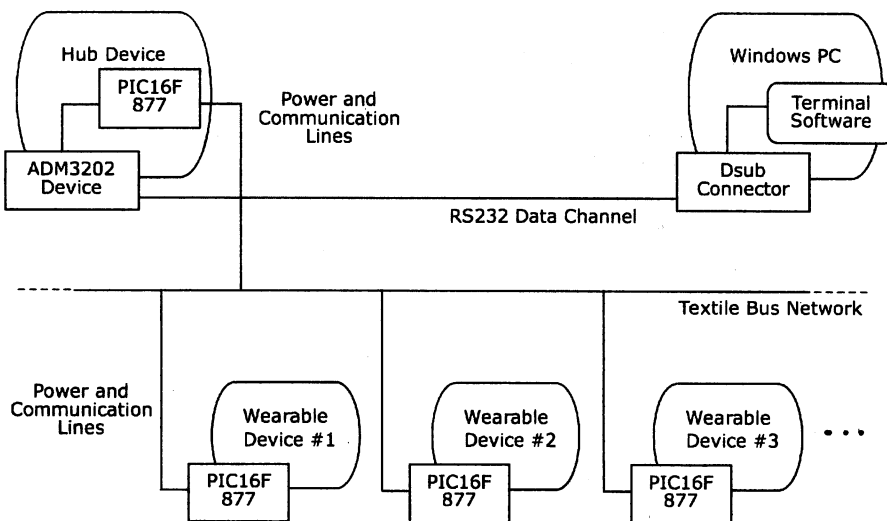 Hub Device
PIC16F
877
ADM3202
Device
Power and
Communication
Lines
Windows PC
Terminal
Software
Dsub
Connector
RS232 Data Channel
Textile Bus Network
Power and
Communication
Lines
Wearable
Device #1
PIC16F
877
Wearable
Device #2
PIC16F
877
Wearable
Device #3
PIC16F
877